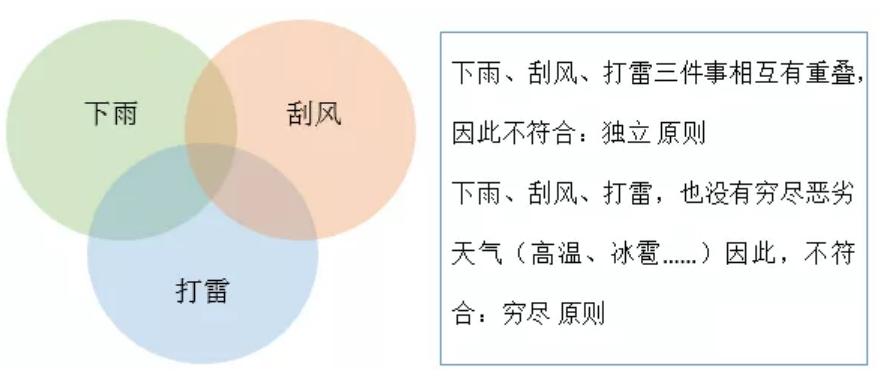 下雨
刮风
打雷
下雨、刮风、打雷三件事相互有重叠,
因此不符合：独立 原则
下雨、刮风、打雷，也没有穷尽恶劣
天气（高温、冰雹……）因此，不符
合：穷尽 原则